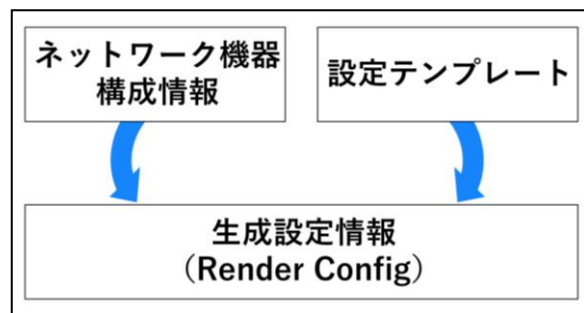 ネットワーク機器
構成情報
設定テンプレート
生成設定情報
（Render Config）